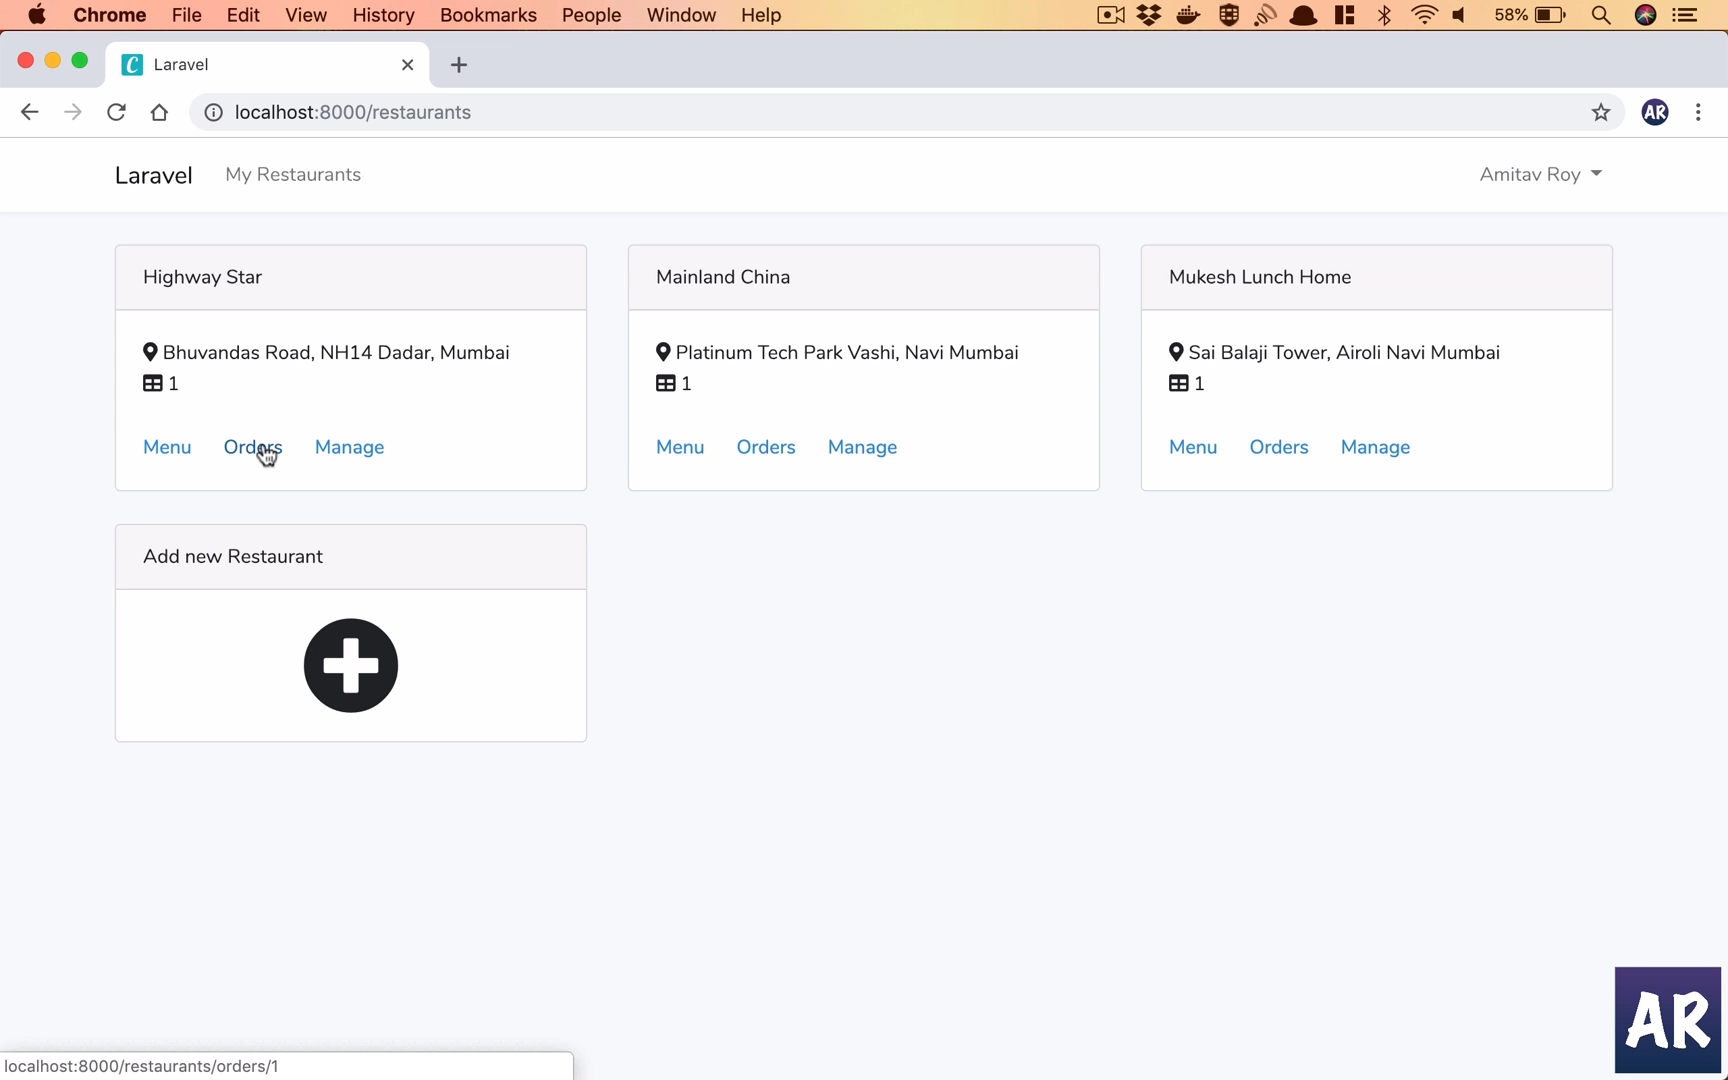 Chrome File Edit View History Bookmarks People Window Help 58%
Laravel
localhost:8000/restaurants AR
Laravel My Restaurants Amitav Roy
Highway Star
Bhuvandas Road, NH14 Dadar, Mumbai
1
Menu Orders Manage
Mainland China
Platinum Tech Park Vashi, Navi Mumbai
1
Menu Orders Manage
Mukesh Lunch Home
Sai Balaji Tower, Airoli Navi Mumbai
1
Menu Orders Manage
Add new Restaurant
AR
localhost:8000/restaurants/orders/1